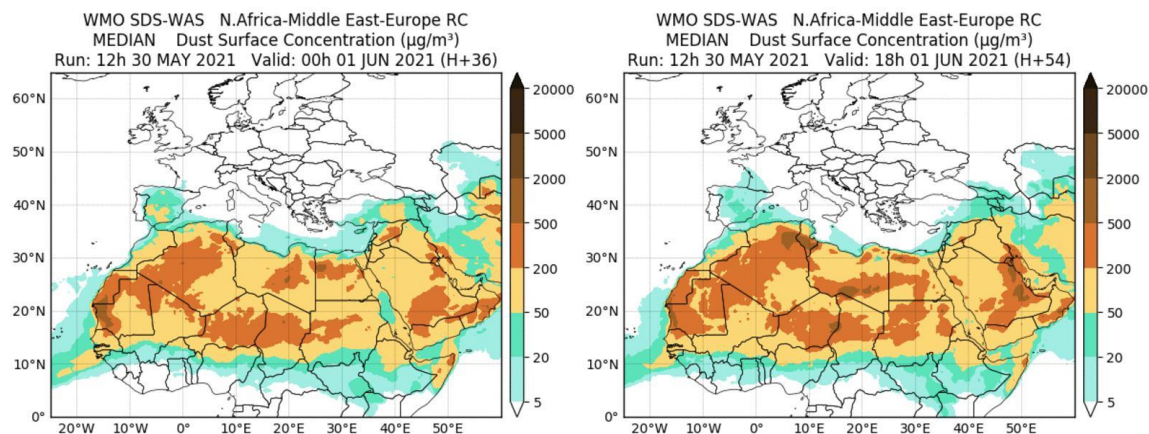 WMO SDS-WAS N.Africa-Middle East-Europe RC
MEDIAN Dust Surface Concentration (µg/m³)
Run: 12h 30 MAY 2021 Valid: 00h 01 JUN 2021 (H+36)
60°N
50°N
40°N
30°N
20°N
10°N
0°
20°W
10°W
0°
10°E
20°E
30°E
40°E
50°E
20000
5000
2000
500
200
50
20
5
WMO SDS-WAS N.Africa-Middle East-Europe RC
MEDIAN Dust Surface Concentration (µg/m³)
Run: 12h 30 MAY 2021 Valid: 18h 01 JUN 2021 (H+54)
60°N
50°N
40°N
30°N
20°N
10°N
0°
20°W
10°W
0°
10°E
20°E
30°E
40°E
50°E
20000
5000
2000
500
200
50
20
5